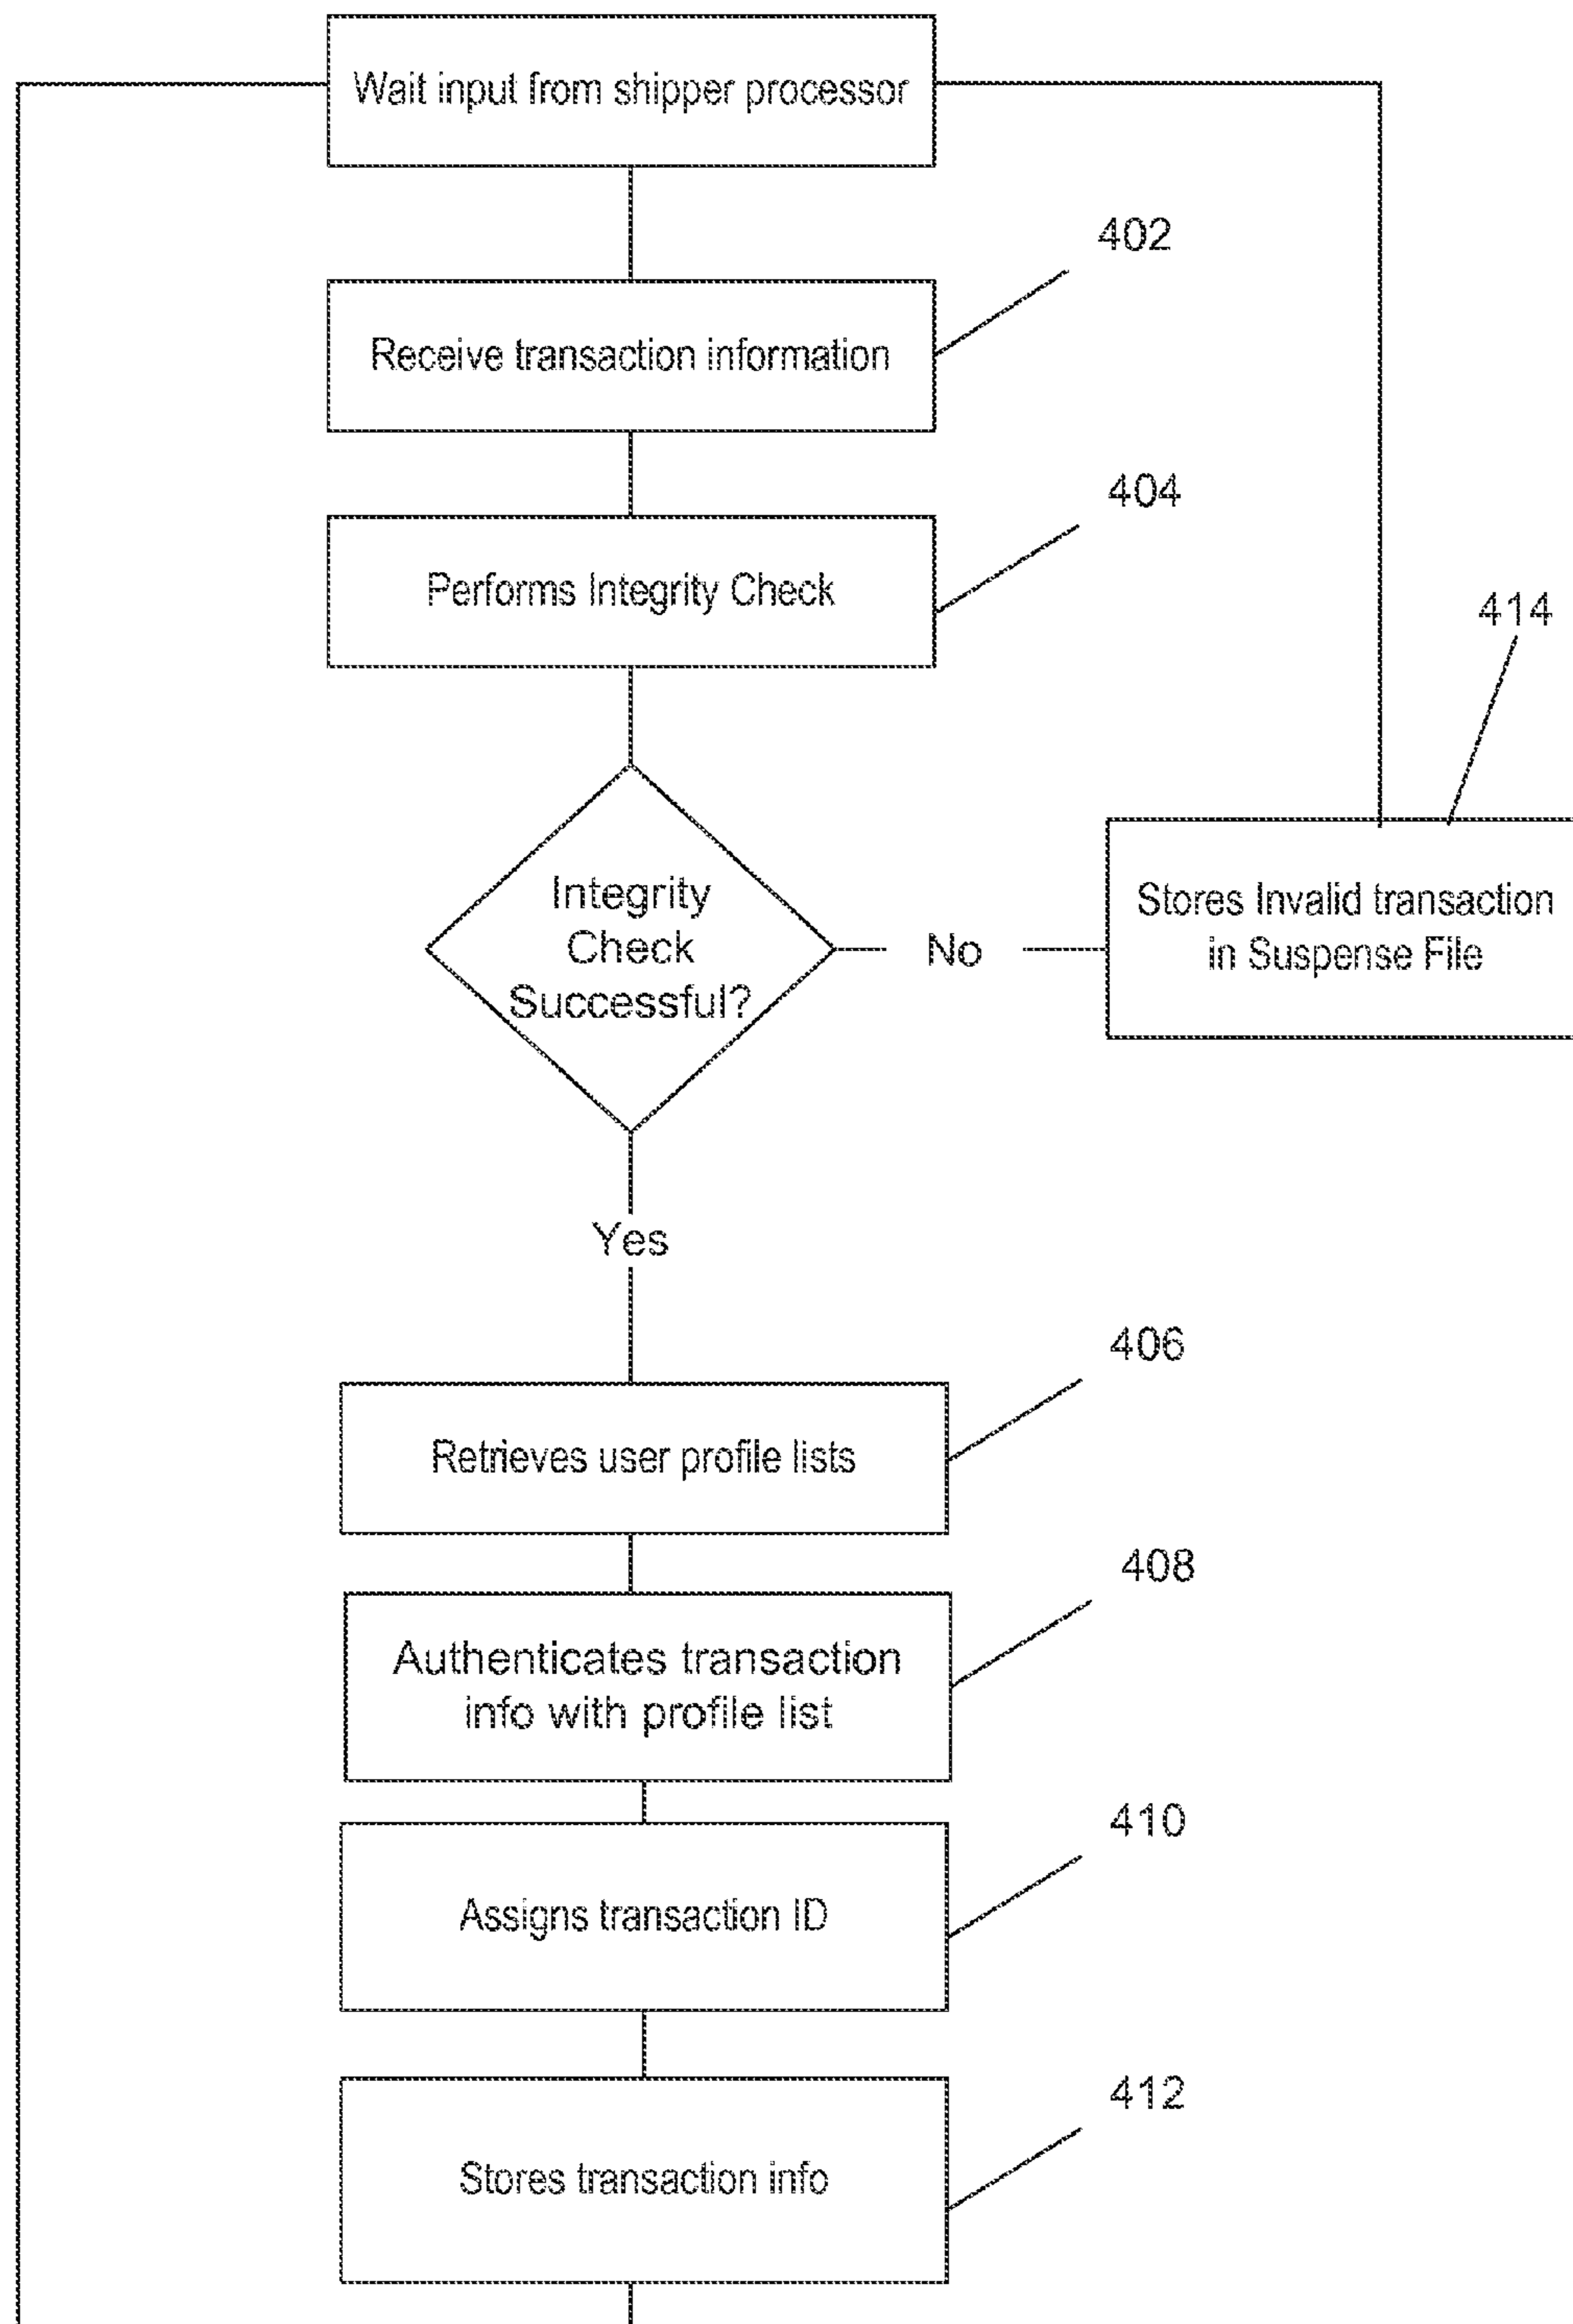 Wait input from shipper processor
402
Receive transaction information
404
Performs Integrity Check
414
Integrity
Check
Successful?
No
Stores Invalid transaction
in Suspense File
Yes
406
Retrieves user profile lists
408
Authenticates transaction
info with profile list
410
Assigns transaction ID
412
Stores transaction info